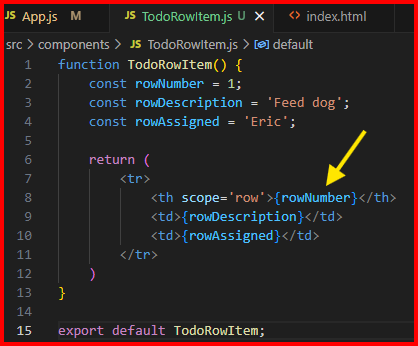 JS App.js M JS TodoRowItem.js U X <> index.html
src > components > JS TodoRowItem.js > default
1 function TodoRowItem() {
2     const rowNumber = 1;
3     const rowDescription = 'Feed dog';
4     const rowAssigned = 'Eric';
5
6     return (
7         <tr>
8             <th scope='row'>{rowNumber}</th>
9             <td>{rowDescription}</td>
10             <td>{rowAssigned}</td>
11         </tr>
12     )
13 }
14
15 export default TodoRowItem;